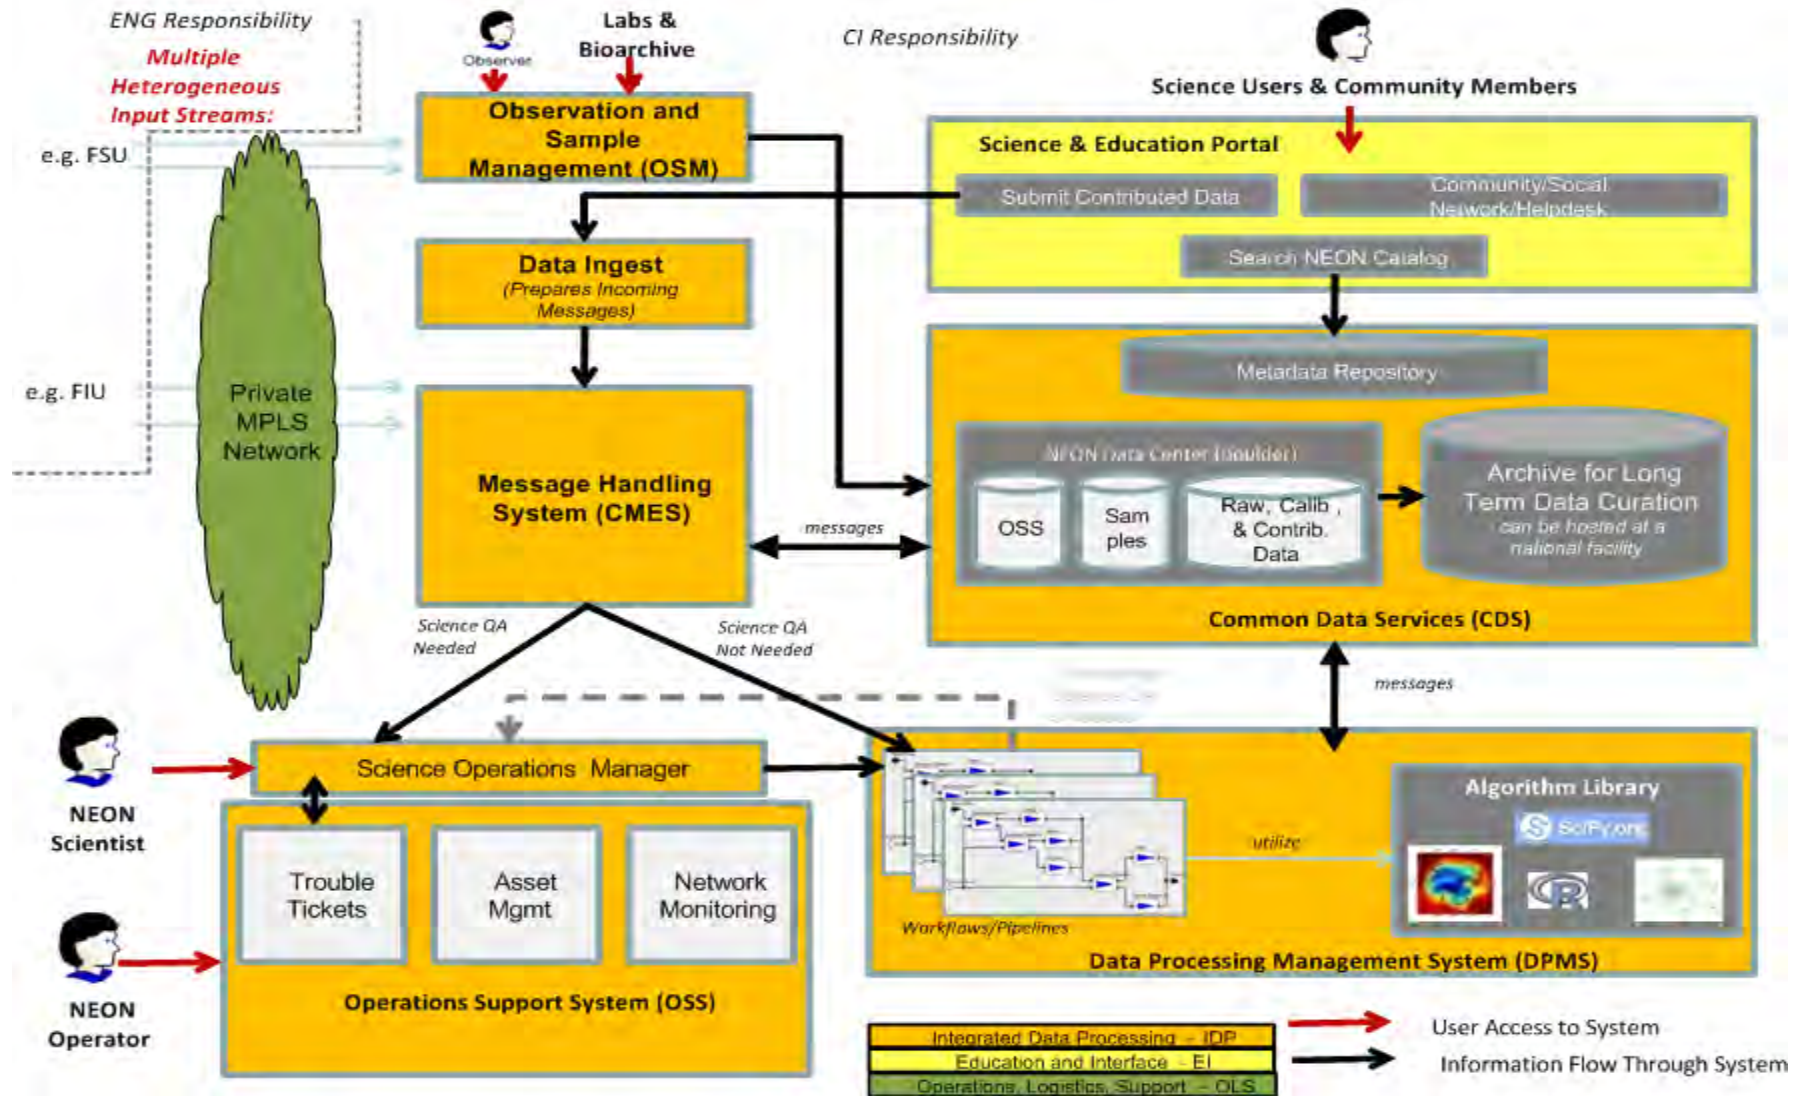 ENG Responsibility
Multiple
Heterogeneous
Input Streams:
e.g. FSU
e.g. FIU
Private
MPLS
Network
Observer
Labs &
Bioarchive
CI Responsibility
Observation and
Sample
Management (OSM)
Data Ingest
(Prepares Incoming
Messages)
Message Handling
System (CMES)
messages
Science QA
Needed
Science QA
Not Needed
Science Users & Community Members
Science & Education Portal
Submit Contributed Data
Community/Social
Network/Helpdesk
Search NEON Catalog
Metadata Repository
NEON Data Center (Boulder)
OSS
Sam
ples
Raw, Calib,
& Contrib.
Data
Archive for Long
Term Data Curation
can be hosted at a
national facility
Common Data Services (CDS)
messages
NEON
Scientist
Science Operations Manager
Trouble
Tickets
Asset
Mgmt
Network
Monitoring
Operations Support System (OSS)
NEON
Operator
Workflows/Pipelines
utilize
Algorithm Library
SciPy.org
R
Data Processing Management System (DPMS)
Integrated Data Processing - IDP
Education and Interface - EI
Operations, Logistics, Support - OLS
User Access to System
Information Flow Through System